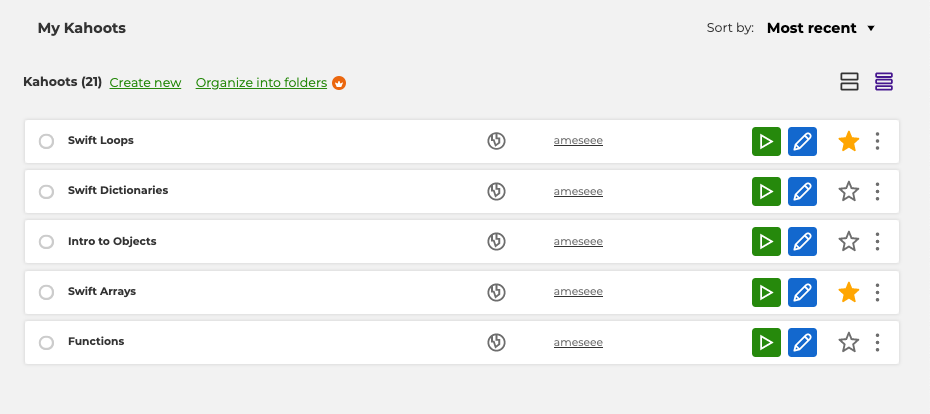 My Kahoots Sort by: Most recent
Kahoots (21) Create new Organize into folders
Swift Loops ameseee
Swift Dictionaries ameseee
Intro to Objects ameseee
Swift Arrays ameseee
Functions ameseee